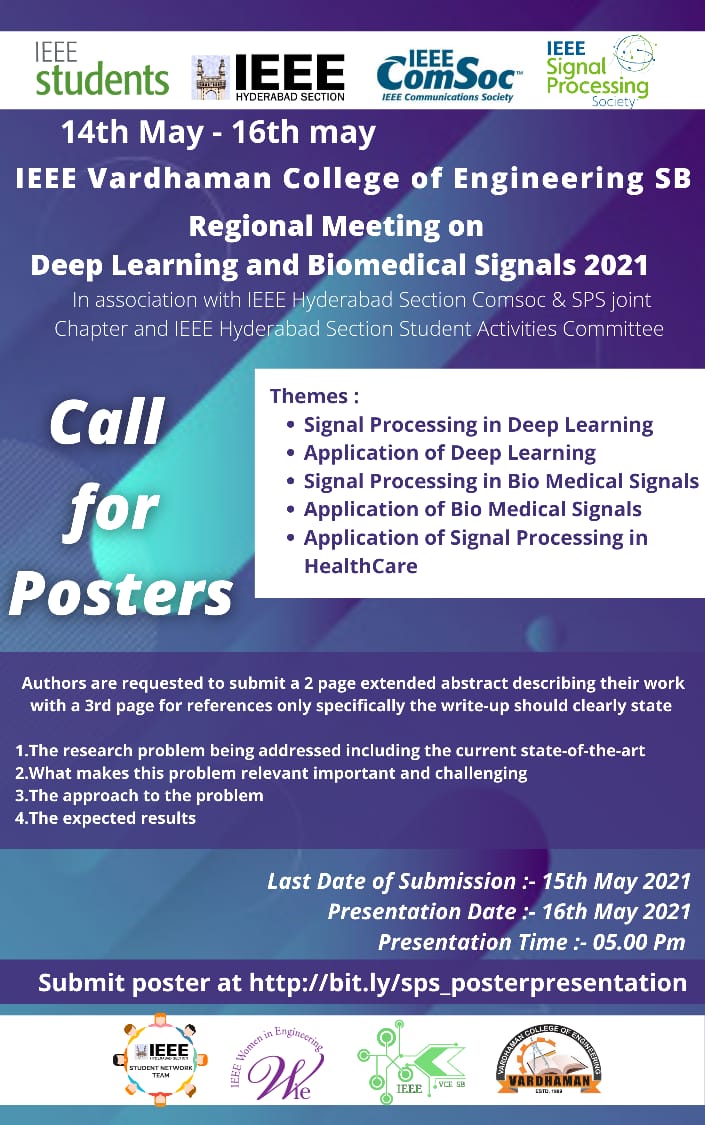 IEEE
students
IEEE
HYDERABAD SECTION
IEEE
ComSoc™
IEEE Communications Society
IEEE
Signal
Processing
Society
14th May - 16th may
IEEE Vardhaman College of Engineering SB
Regional Meeting on
Deep Learning and Biomedical Signals 2021
In association with IEEE Hyderabad Section Comsoc & SPS joint
Chapter and IEEE Hyderabad Section Student Activities Committee
Call
for
Posters
Themes :
• Signal Processing in Deep Learning
• Application of Deep Learning
• Signal Processing in Bio Medical Signals
• Application of Bio Medical Signals
• Application of Signal Processing in
HealthCare
Authors are requested to submit a 2 page extended abstract describing their work
with a 3rd page for references only specifically the write-up should clearly state
1.The research problem being addressed including the current state-of-the-art
2.What makes this problem relevant important and challenging
3.The approach to the problem
4.The expected results
Last Date of Submission :- 15th May 2021
Presentation Date :- 16th May 2021
Presentation Time :- 05.00 Pm
Submit poster at http://bit.ly/sps_posterpresentation
IEEE
HYDERABAD SECTION
STUDENT NETWORK
TEAM
IEEE Women in Engineering
Wie
IEEE
VCE SB
VARDHAMAN COLLEGE OF ENGINEERING
VARDHAMAN
ESTD. 1999